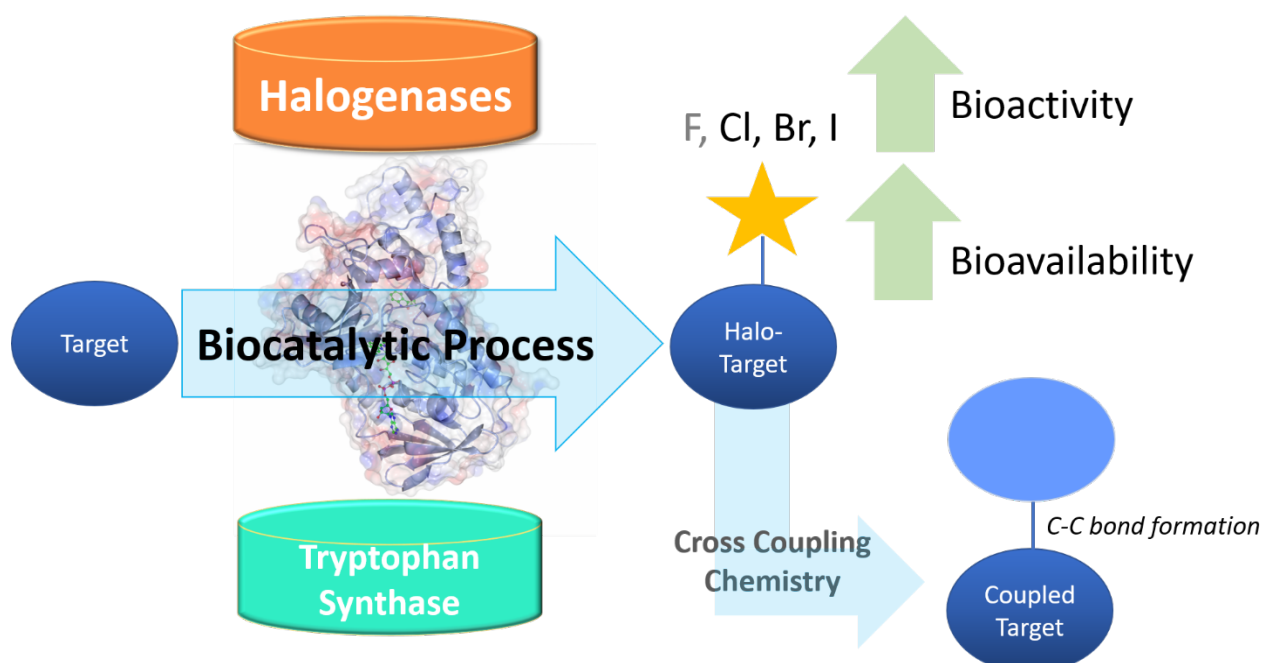 Halogenases
F, Cl, Br, I
Bioactivity
Bioavailability
Target
Biocatalytic Process
Halo-
Target
Tryptophan
Synthase
Cross Coupling
Chemistry
C-C bond formation
Coupled
Target